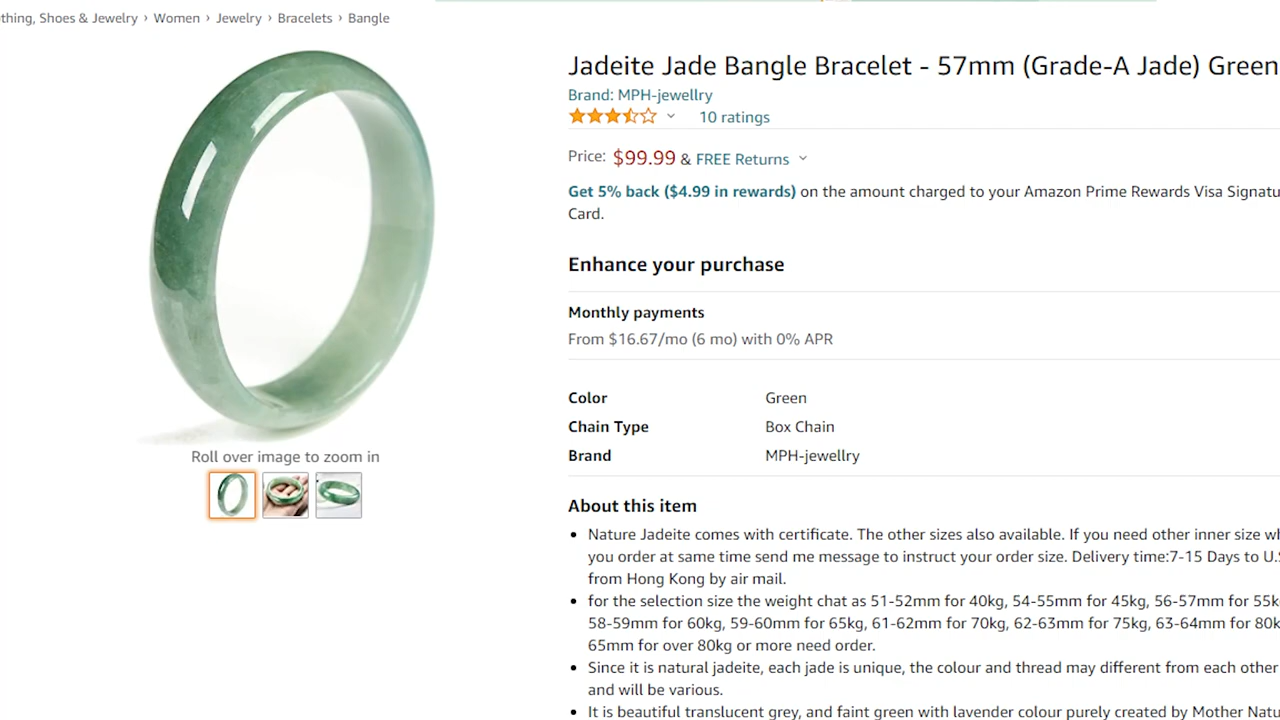 thing, Shoes & Jewelry › Women › Jewelry › Bracelets › Bangle
Jadeite Jade Bangle Bracelet - 57mm (Grade-A Jade) Green
Brand: MPH-jewellry
10 ratings
Price: $99.99 & FREE Returns
Get 5% back ($4.99 in rewards) on the amount charged to your Amazon Prime Rewards Visa Signatu
Card.
Enhance your purchase
Monthly payments
From $16.67/mo (6 mo) with 0% APR
Color Green
Chain Type Box Chain
Brand MPH-jewellry
Roll over image to zoom in
About this item
• Nature Jadeite comes with certificate. The other sizes also available. If you need other inner size wh
you order at same time send me message to instruct your order size. Delivery time:7-15 Days to U.S
from Hong Kong by air mail.
• for the selection size the weight chat as 51-52mm for 40kg, 54-55mm for 45kg, 56-57mm for 55k
58-59mm for 60kg, 59-60mm for 65kg, 61-62mm for 70kg, 62-63mm for 75kg, 63-64mm for 80k
65mm for over 80kg or more need order.
• Since it is natural jadeite, each jade is unique, the colour and thread may different from each other
and will be various.
• It is beautiful translucent grey, and faint green with lavender colour purely created by Mother Natu